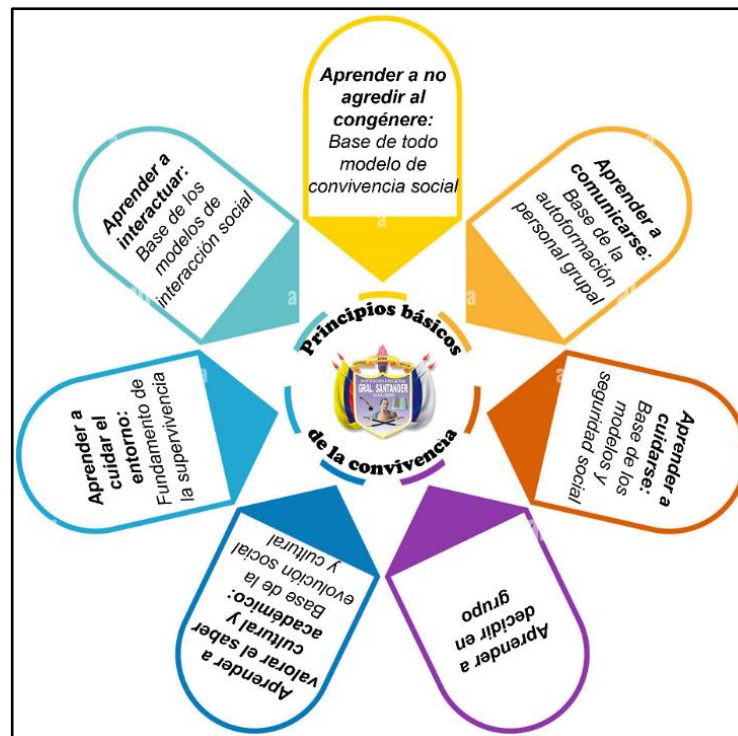 Aprender a no
agredir al
congénere:
Base de todo
modelo de
convivencia social
Aprender a
comunicarse:
Base de la
autoformación
personal grupal
Aprender a
cuidarse:
Base de los
modelos y
seguridad social
Aprender a
decidir en
grupo
Aprender a
valorar el saber
cultural y
académico:
Base de la
evolución social
y cultural
Aprender a
cuidar el
entorno:
Fundamento de
la supervivencia
Aprender a
interactuar:
Base de los
modelos de
interacción social
Principios básicos
de la convivencia
GRAL. SANTANDER